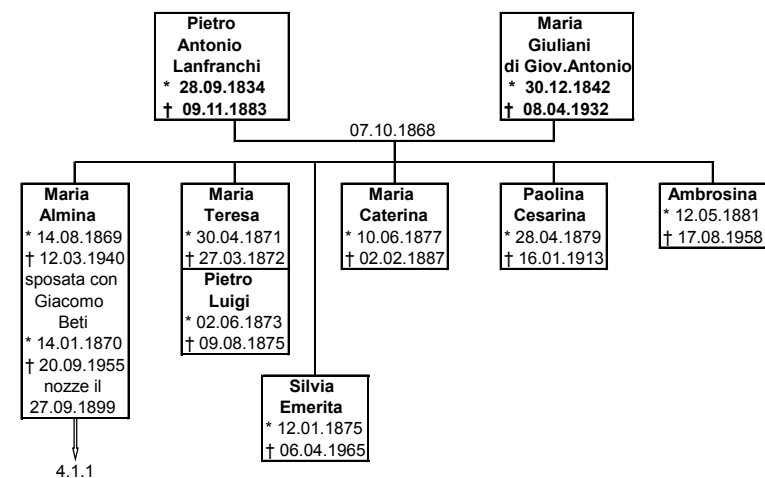 Pietro
Antonio
Lanfranchi
* 28.09.1834
† 09.11.1883
Maria
Giuliani
di Giov.Antonio
* 30.12.1842
† 08.04.1932
07.10.1868
Maria
Almina
* 14.08.1869
† 12.03.1940
sposata con
Giacomo
Beti
* 14.01.1870
† 20.09.1955
nozze il
27.09.1899
4.1.1
Maria
Teresa
* 30.04.1871
† 27.03.1872
Pietro
Luigi
* 02.06.1873
† 09.08.1875
Silvia
Emerita
* 12.01.1875
† 06.04.1965
Maria
Caterina
* 10.06.1877
† 02.02.1887
Paolina
Cesarina
* 28.04.1879
† 16.01.1913
Ambrosina
* 12.05.1881
† 17.08.1958